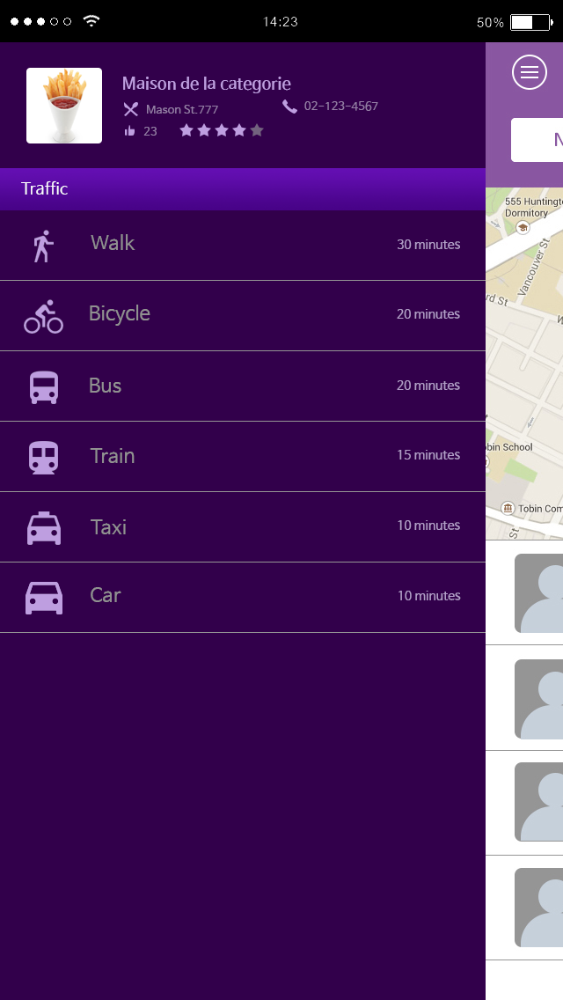 14:23
50%
Maison de la categorie
Mason St.777
02-123-4567
23
Traffic
Walk
30 minutes
Bicycle
20 minutes
Bus
20 minutes
Train
15 minutes
Taxi
10 minutes
Car
10 minutes
N
555 Huntingt
Dormitory
Vancouver St
rd St
obin School
Tobin Com
St